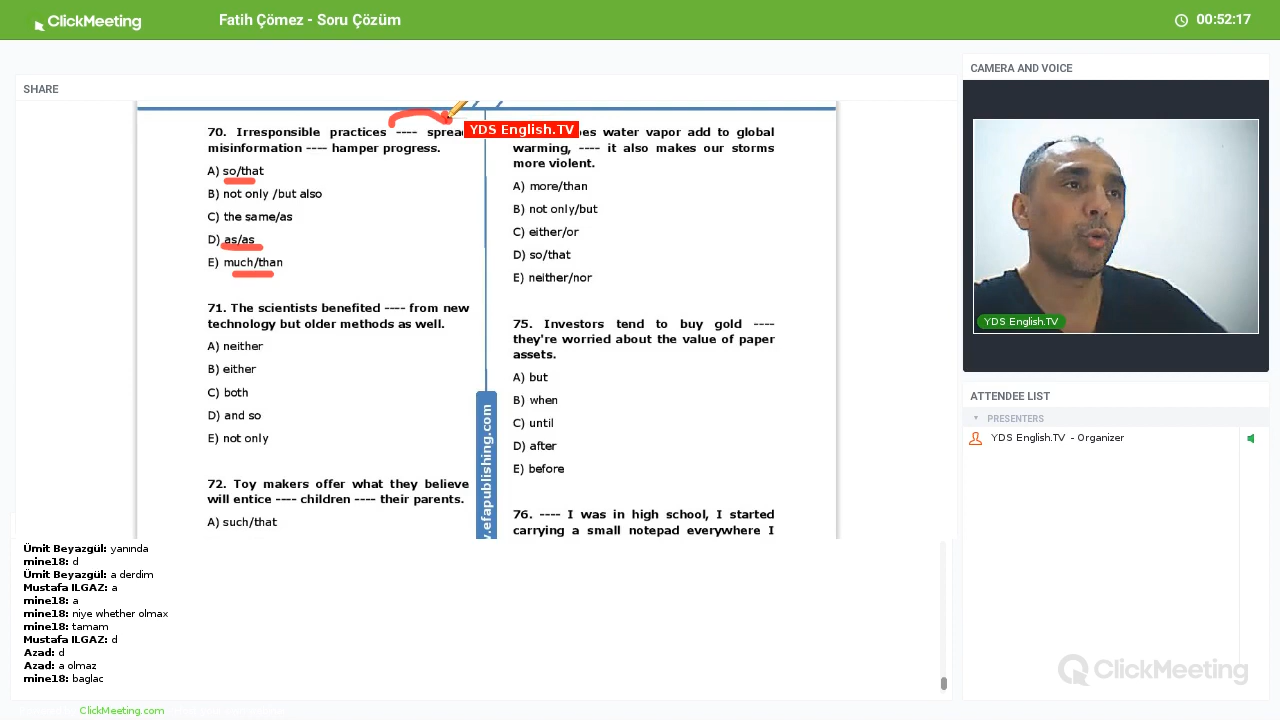 ClickMeeting
Fatih Çömez - Soru Çözüm
00:52:17
SHARE
70. Irresponsible practices ---- sprea
misinformation ---- hamper progress.
A) so/that
B) not only /but also
C) the same/as
D) as/as
E) much/than
71. The scientists benefited ---- from new
technology but older methods as well.
A) neither
B) either
C) both
D) and so
E) not only
72. Toy makers offer what they believe
will entice ---- children ---- their parents.
A) such/that
YDS English.TV
es water vapor add to global
warming, ---- it also makes our storms
more violent.
A) more/than
B) not only/but
C) either/or
D) so/that
E) neither/nor
75. Investors tend to buy gold ----
they're worried about the value of paper
assets.
A) but
B) when
C) until
D) after
E) before
76. ---- I was in high school, I started
carrying a small notepad everywhere I
.efapublishing.com
CAMERA AND VOICE
YDS English.TV
ATTENDEE LIST
PRESENTERS
YDS English.TV - Organizer
Ümit Beyazgül: yanında
mine18: d
Ümit Beyazgül: a derdim
Mustafa ILGAZ: a
mine18: a
mine18: niye whether olmax
mine18: tamam
Mustafa ILGAZ: d
Azad: d
Azad: a olmaz
mine18: baglac
ClickMeeting
ClickMeeting.com